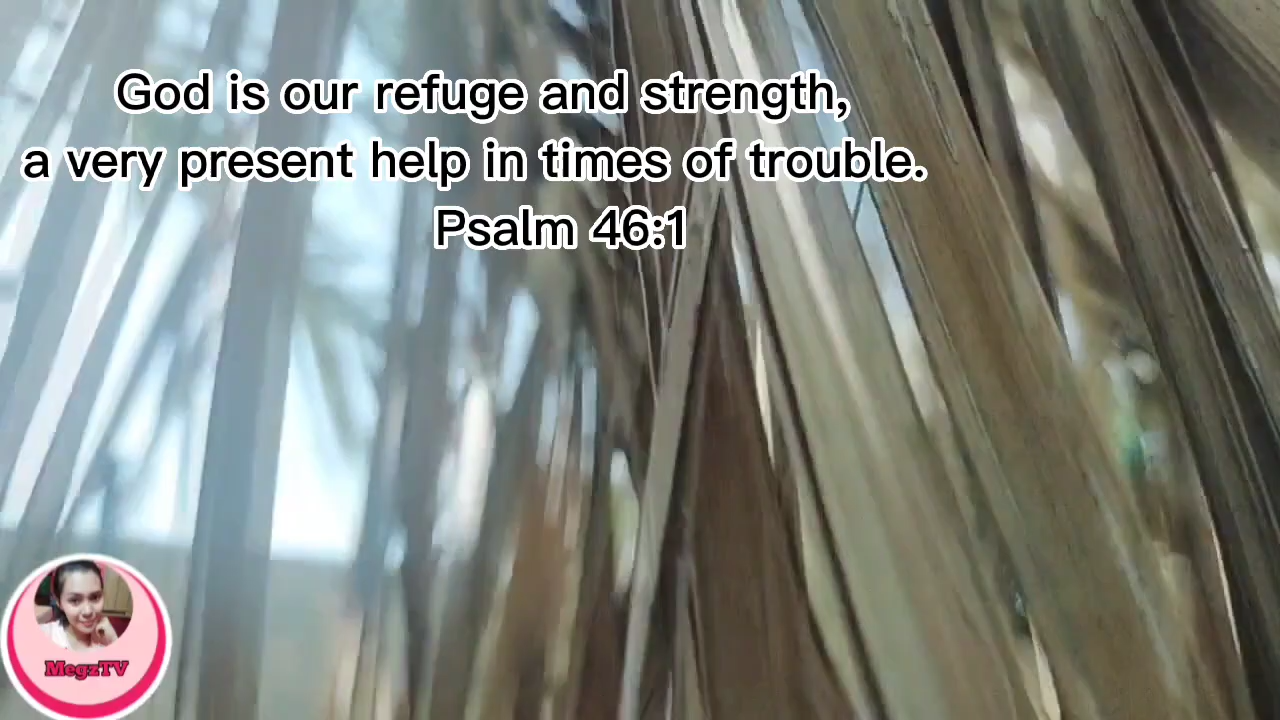 God is our refuge and strength,
a very present help in times of trouble.
Psalm 46:1
MegzTV